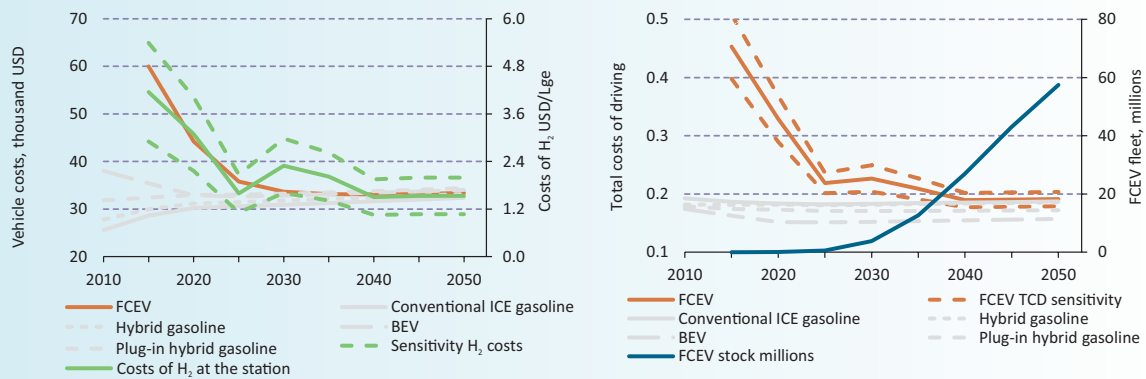 Vehicle costs, thousand USD
70
60
50
40
30
20
6.0
4.8
3.6
2.4
1.2
0.0
Costs of H₂ USD/Lge
2010
2020
2030
2040
2050
FCEV
Conventional ICE gasoline
Hybrid gasoline
BEV
Plug-in hybrid gasoline
Sensitivity H₂ costs
Costs of H₂ at the station
Total costs of driving
0.5
0.4
0.3
0.2
0.1
80
60
40
20
0
FCEV fleet, millions
2010
2020
2030
2040
2050
FCEV
FCEV TCD sensitivity
Conventional ICE gasoline
Hybrid gasoline
BEV
Plug-in hybrid gasoline
FCEV stock millions